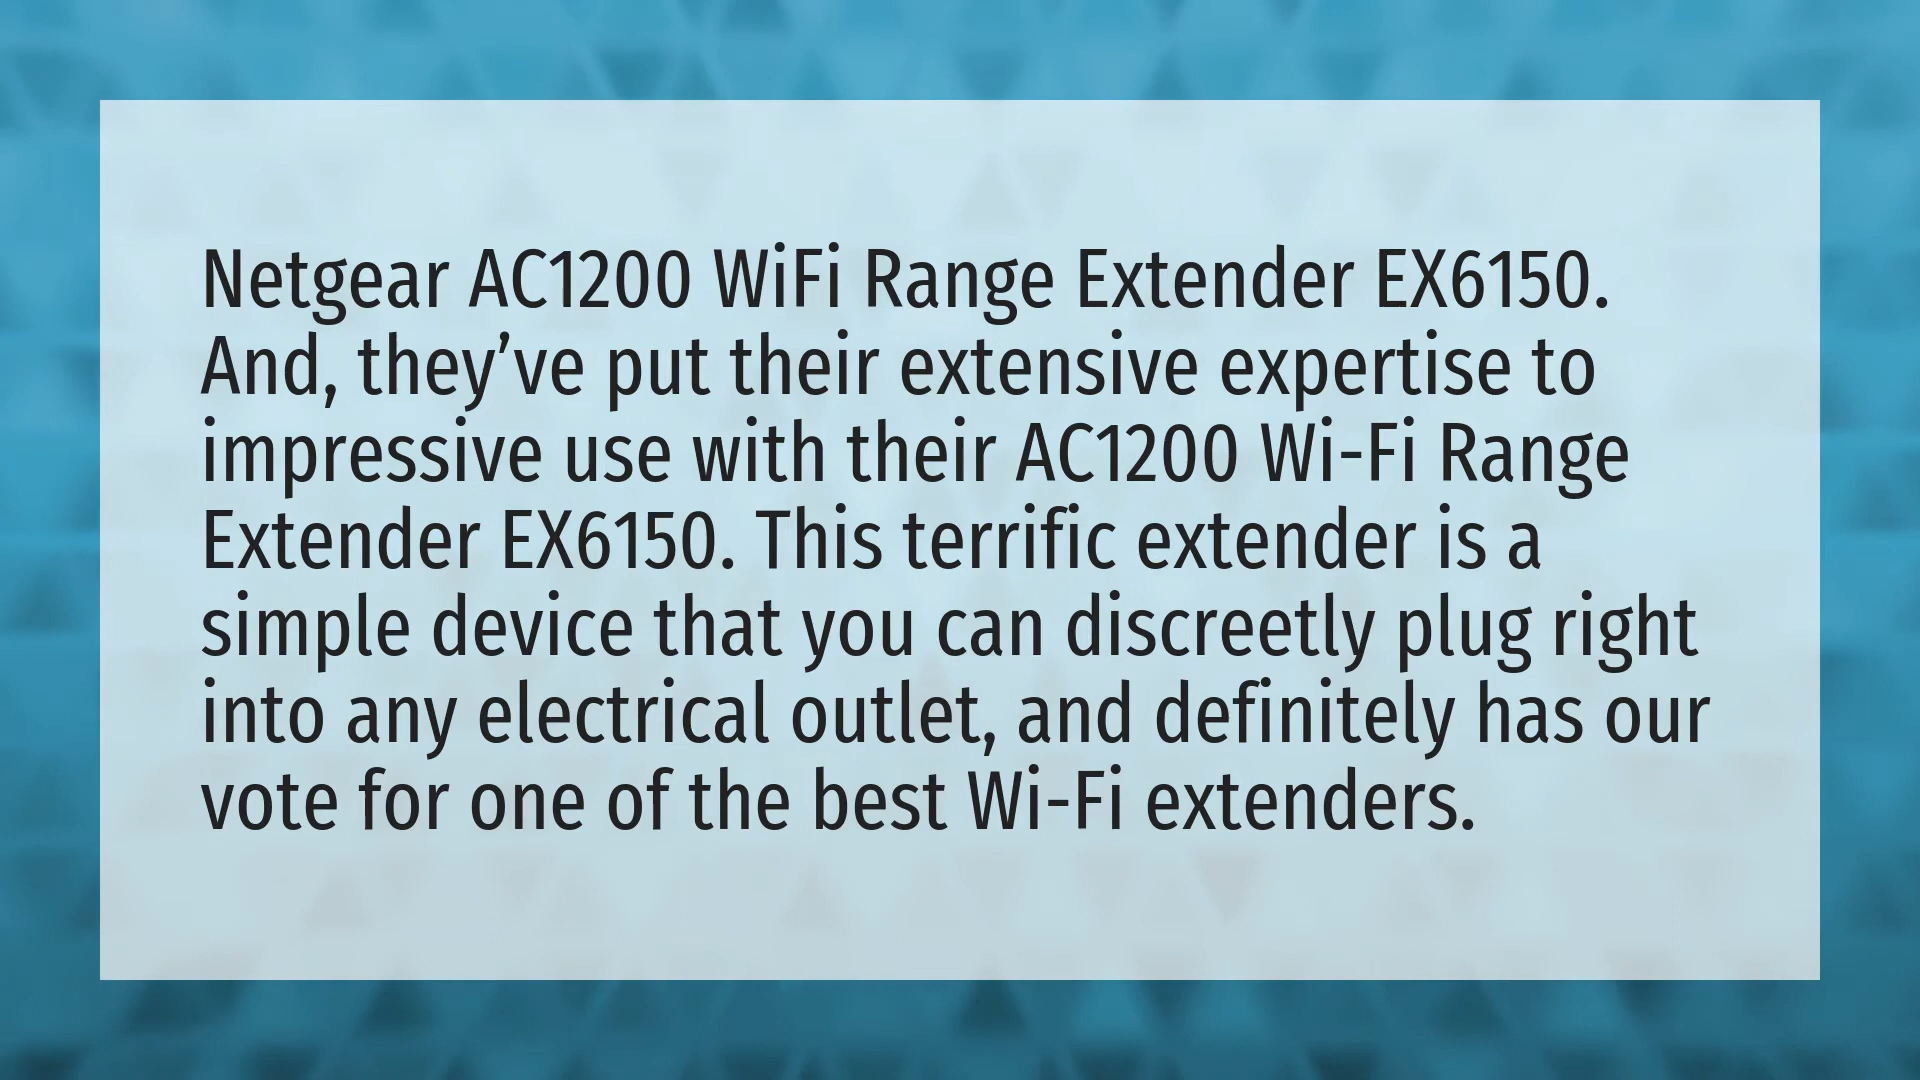 Netgear AC1200 WiFi Range Extender EX6150.
And, they’ve put their extensive expertise to
impressive use with their AC1200 Wi-Fi Range
Extender EX6150. This terrific extender is a
simple device that you can discreetly plug right
into any electrical outlet, and definitely has our
vote for one of the best Wi-Fi extenders.